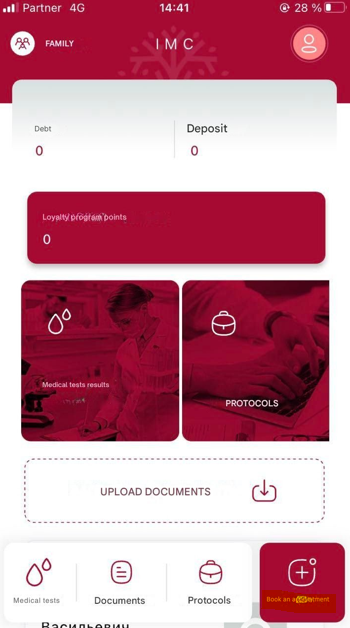 Partner 4G 14:41 28 %
FAMILY
IMC
Debt
Deposit
0
0
Loyalty program points
0
Medical tests results
PROTOCOLS
UPLOAD DOCUMENTS
Medical tests
Documents
Protocols
Book an a
ntment
Васильевич